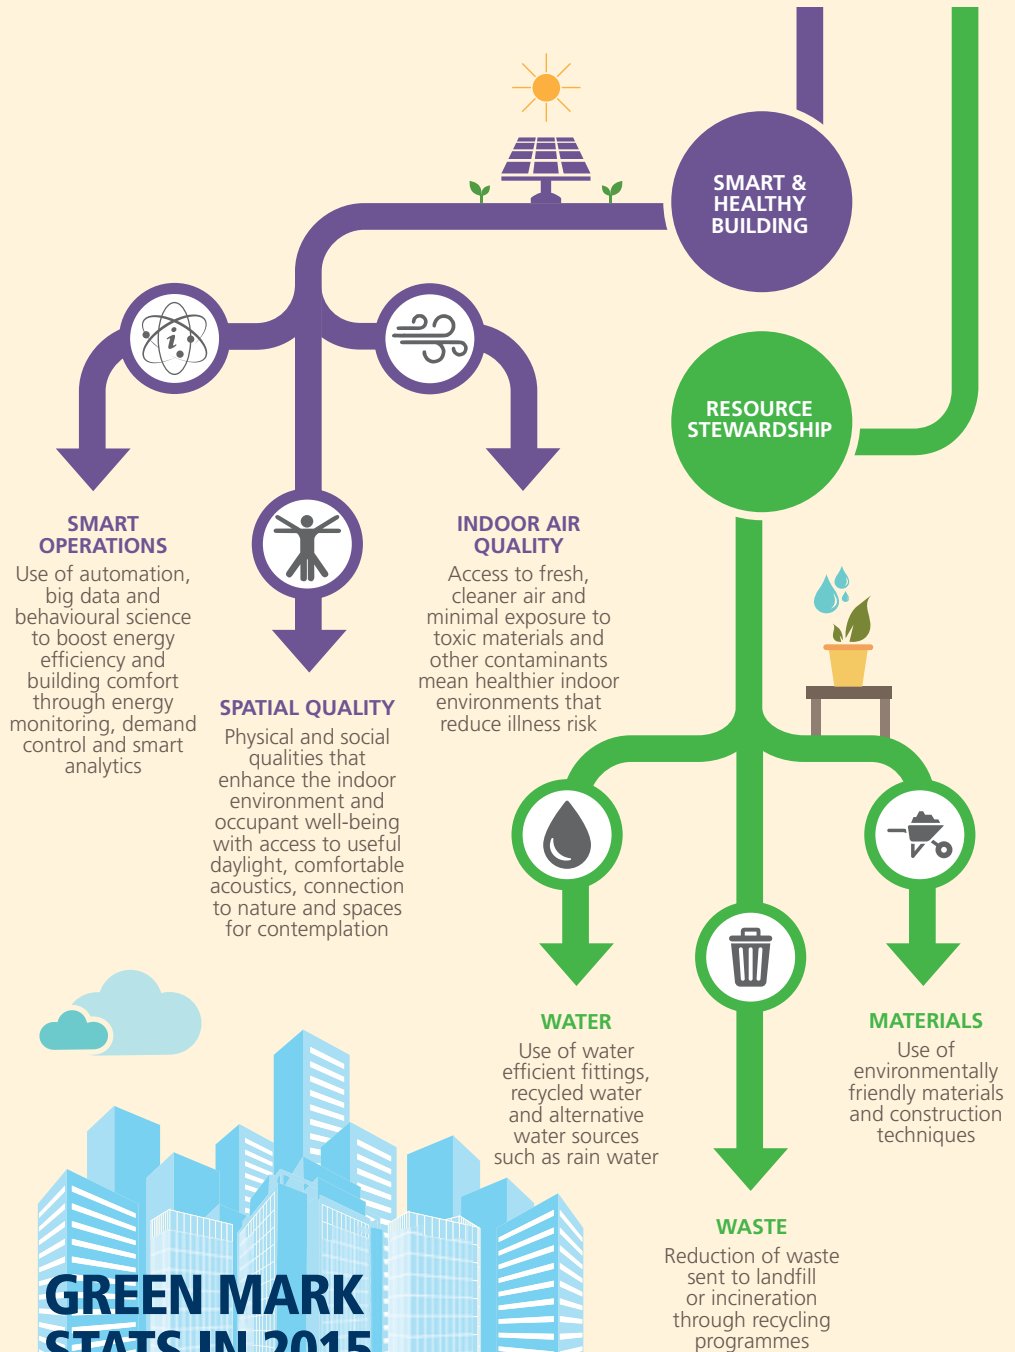 SMART &
HEALTHY
BUILDING
RESOURCE
STEWARDSHIP
i
SMART
OPERATIONS
Use of automation,
big data and
behavioural science
to boost energy
efficiency and
building comfort
through energy
monitoring, demand
control and smart
analytics
SPATIAL QUALITY
Physical and social
qualities that
enhance the indoor
environment and
occupant well-being
with access to useful
daylight, comfortable
acoustics, connection
to nature and spaces
for contemplation
INDOOR AIR
QUALITY
Access to fresh,
cleaner air and
minimal exposure to
toxic materials and
other contaminants
mean healthier indoor
environments that
reduce illness risk
WATER
Use of water
efficient fittings,
recycled water
and alternative
water sources
such as rain water
WASTE
Reduction of waste
sent to landfill
or incineration
through recycling
programmes
MATERIALS
Use of
environmentally
friendly materials
and construction
techniques
GREEN MARK
STATS IN 2015